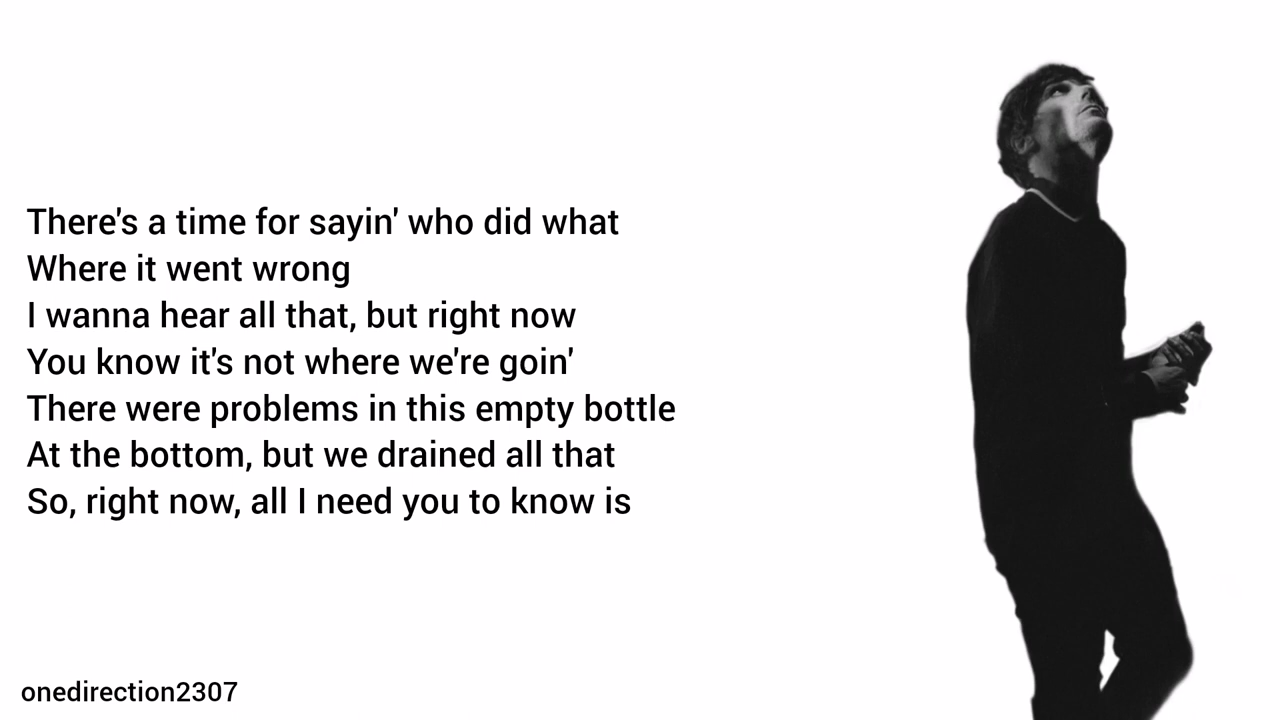 There's a time for sayin' who did what
Where it went wrong
I wanna hear all that, but right now
You know it's not where we're goin'
There were problems in this empty bottle
At the bottom, but we drained all that
So, right now, all I need you to know is
onedirection2307